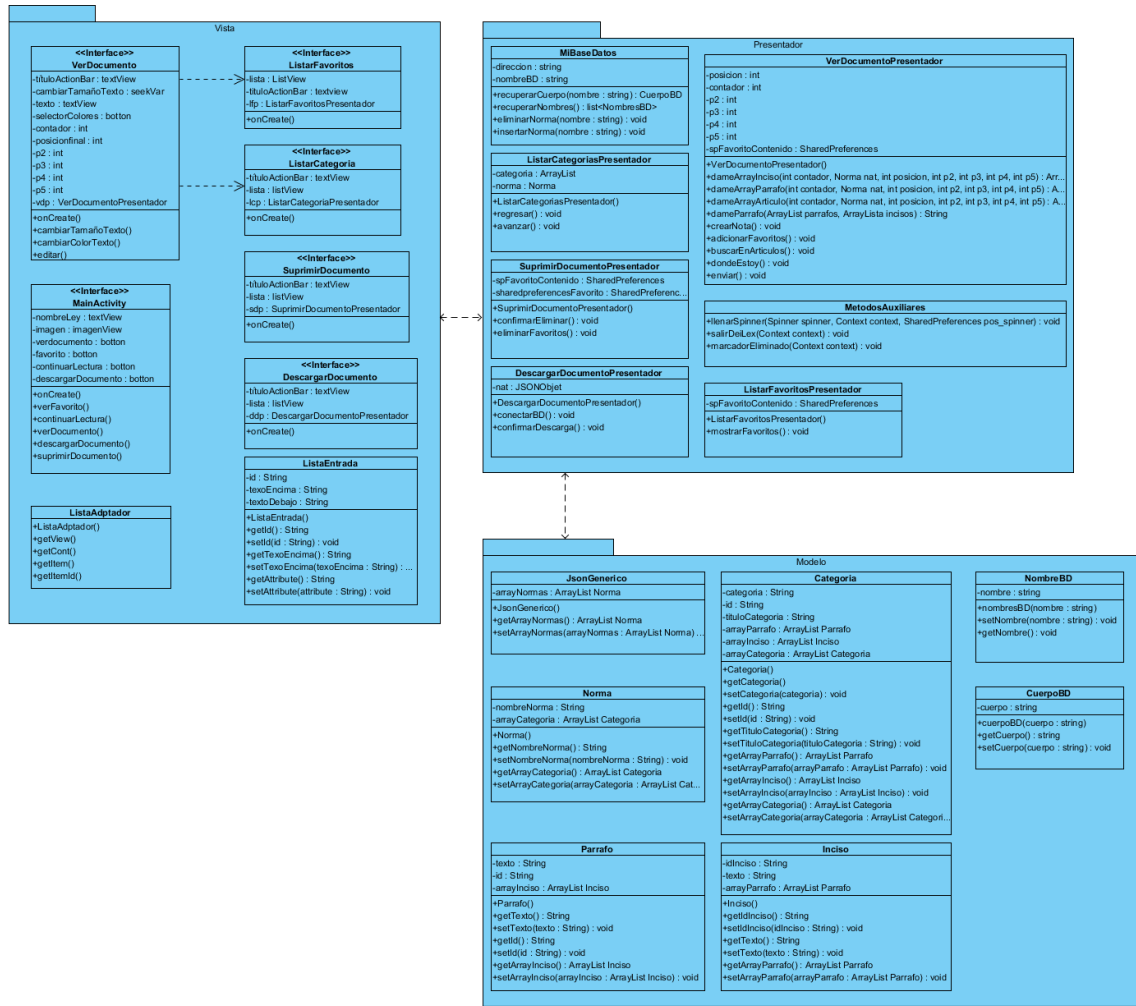 Vista
<<Interface>>
VerDocumento
-títuloActionBar : textView
-cambiarTamañoTexto : seekVar
-texto : textView
-selectorColores : botton
-contador : int
-posicionfinal : int
-p2 : int
-p3 : int
-p4 : int
-p5 : int
-vdp : VerDocumentoPresentador
+onCreate()
+cambiarTamañoTexto()
+cambiarColorTexto()
+editar()
<<Interface>>
ListarFavoritos
-lista : ListView
-tituloActionBar : textview
-lfp : ListarFavoritosPresentador
+onCreate()
<<Interface>>
ListarCategoria
-títuloActionBar : textView
-lista : listView
-lcp : ListarCategoriaPresentador
+onCreate()
<<Interface>>
SuprimirDocumento
-títuloActionBar : textView
-lista : listView
-sdp : SuprimirDocumentoPresentador
+onCreate()
<<Interface>>
MainActivity
-nombreLey : textView
-imagen : imagenView
-verdocumento : botton
-favorito : botton
-continuarLectura : botton
-descargarDocumento : botton
+onCreate()
+verFavorito()
+continuarLectura()
+verDocumento()
+descargarDocumento()
+suprimirDocumento()
<<Interface>>
DescargarDocumento
-títuloActionBar : textView
-lista : listView
-ddp : DescargarDocumentoPresentador
+onCreate()
ListaEntrada
-id : String
-texoEncima : String
-textoDebajo : String
+ListaEntrada()
+getId() : String
+setId(id : String) : void
+getTexoEncima() : String
+setTexoEncima(texoEncima : String) : ...
+getAttribute() : String
+setAttribute(attribute : String) : void
ListaAdptador
+ListaAdptador()
+getView()
+getCont()
+getItem()
+getItemId()
Presentador
MiBaseDatos
-direccion : string
-nombreBD : string
+recuperarCuerpo(nombre : string) : CuerpoBD
+recuperarNombres() : list<NombresBD>
+eliminarNorma(nombre : string) : void
+insertarNorma(nombre : string) : void
ListarCategoriasPresentador
-categoria : ArrayList
-norma : Norma
+ListarCategoriasPresentador()
+regresar() : void
+avanzar() : void
SuprimirDocumentoPresentador
-spFavoritoContenido : SharedPreferences
-sharedpreferencesFavorito : SharedPreferenc...
+SuprimirDocumentoPresentador()
+confirmarEliminar() : void
+eliminarFavoritos() : void
DescargarDocumentoPresentador
-nat : JSONObjet
+DescargarDocumentoPresentador()
+conectarBD() : void
+confirmarDescarga() : void
VerDocumentoPresentador
-posicion : int
-contador : int
-p2 : int
-p3 : int
-p4 : int
-p5 : int
-spFavoritoContenido : SharedPreferences
+VerDocumentoPresentador()
+dameArrayInciso(int contador, Norma nat, int posicion, int p2, int p3, int p4, int p5) : Arr...
+dameArrayParrafo(int contador, Norma nat, int posicion, int p2, int p3, int p4, int p5) : A...
+dameArrayArticulo(int contador, Norma nat, int posicion, int p2, int p3, int p4, int p5) : A...
+dameParrafo(ArrayList parrafos, ArrayLista incisos) : String
+crearNota() : void
+adicionarFavoritos() : void
+buscarEnArticulos() : void
+dondeEstoy() : void
+enviar() : void
MetodosAuxiliares
+llenarSpinner(Spinner spinner, Context context, SharedPreferences pos_spinner) : void
+salirDeiLex(Context context) : void
+marcadorEliminado(Context context) : void
ListarFavoritosPresentador
-spFavoritoContenido : SharedPreferences
+ListarFavoritosPresentador()
+mostrarFavoritos() : void
Modelo
JsonGenerico
-arrayNormas : ArrayList Norma
+JsonGenerico()
+getArrayNormas() : ArrayList Norma
+setArrayNormas(arrayNormas : ArrayList Norma) ...
Norma
-nombreNorma : String
-arrayCategoria : ArrayList Categoria
+Norma()
+getNombreNorma() : String
+setNombreNorma(nombreNorma : String) : void
+getArrayCategoria() : ArrayList Categoria
+setArrayCategoria(arrayCategoria : ArrayList Cat...
Categoria
-categoria : String
-id : String
-tituloCategoria : String
-arrayParrafo : ArrayList Parrafo
-arrayInciso : ArrayList Inciso
-arrayCategoria : ArrayList Categoria
+Categoria()
+getCategoria()
+setCategoria(categoria) : void
+getId() : String
+setId(id : String) : void
+getTituloCategoria() : String
+setTituloCategoria(tituloCategoria : String) : void
+getArrayParrafo() : ArrayList Parrafo
+setArrayParrafo(arrayParrafo : ArrayList Parrafo) : void
+getArrayInciso() : ArrayList Inciso
+setArrayInciso(arrayInciso : ArrayList Inciso) : void
+getArrayCategoria() : ArrayList Categoria
+setArrayCategoria(arrayCategoria : ArrayList Categori...
NombreBD
-nombre : string
+nombresBD(nombre : string)
+setNombre(nombre : string) : void
+getNombre() : void
CuerpoBD
-cuerpo : string
+cuerpoBD(cuerpo : string)
+getCuerpo() : string
+setCuerpo(cuerpo : string) : void
Parrafo
-texto : String
-id : String
-arrayInciso : ArrayList Inciso
+Parrafo()
+getTexto() : String
+setTexto(texto : String) : void
+getId() : String
+setId(id : String) : void
+getArrayInciso() : ArrayList Inciso
+setArrayInciso(arrayInciso : ArrayList Inciso) : void
Inciso
-idInciso : String
-texto : String
-arrayParrafo : ArrayList Parrafo
+Inciso()
+getIdInciso() : String
+setIdInciso(idInciso : String) : void
+getTexto() : String
+setTexto(texto : String) : void
+getArrayParrafo() : ArrayList Parrafo
+setArrayParrafo(arrayParrafo : ArrayList Parrafo) : void